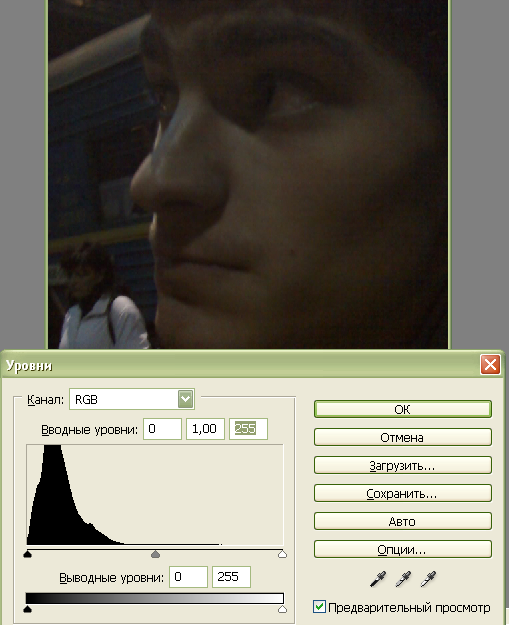 Уровни
Канал: RGB
Вводные уровни: 0 1,00 255
Выводные уровни: 0 255
OK
Отмена
Загрузить...
Сохранить...
Авто
Опции...
Предварительный просмотр